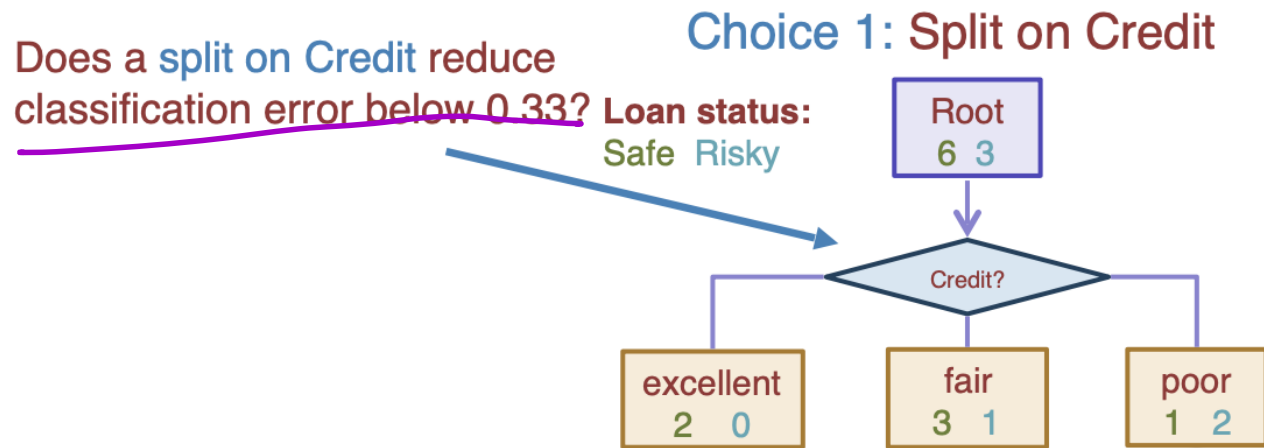 Choice 1: Split on Credit
Does a split on Credit reduce
classification error below 0.33?
Loan status:
Safe Risky
Root
6 3
Credit?
excellent
2 0
fair
3 1
poor
1 2